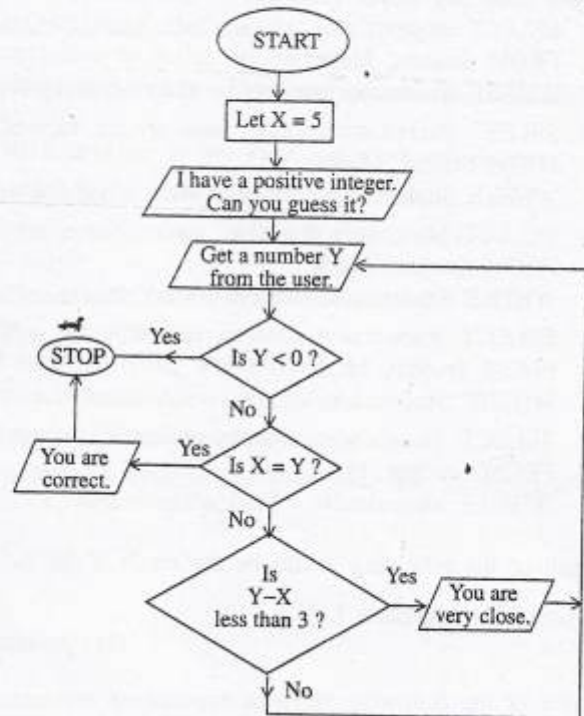 START
Let X = 5
I have a positive integer.
Can you guess it?
Get a number Y
from the user.
STOP
Yes
Is Y < 0 ?
No
You are
correct.
Yes
Is X = Y ?
No
Is
Y–X
less than 3 ?
Yes
You are
very close.
No